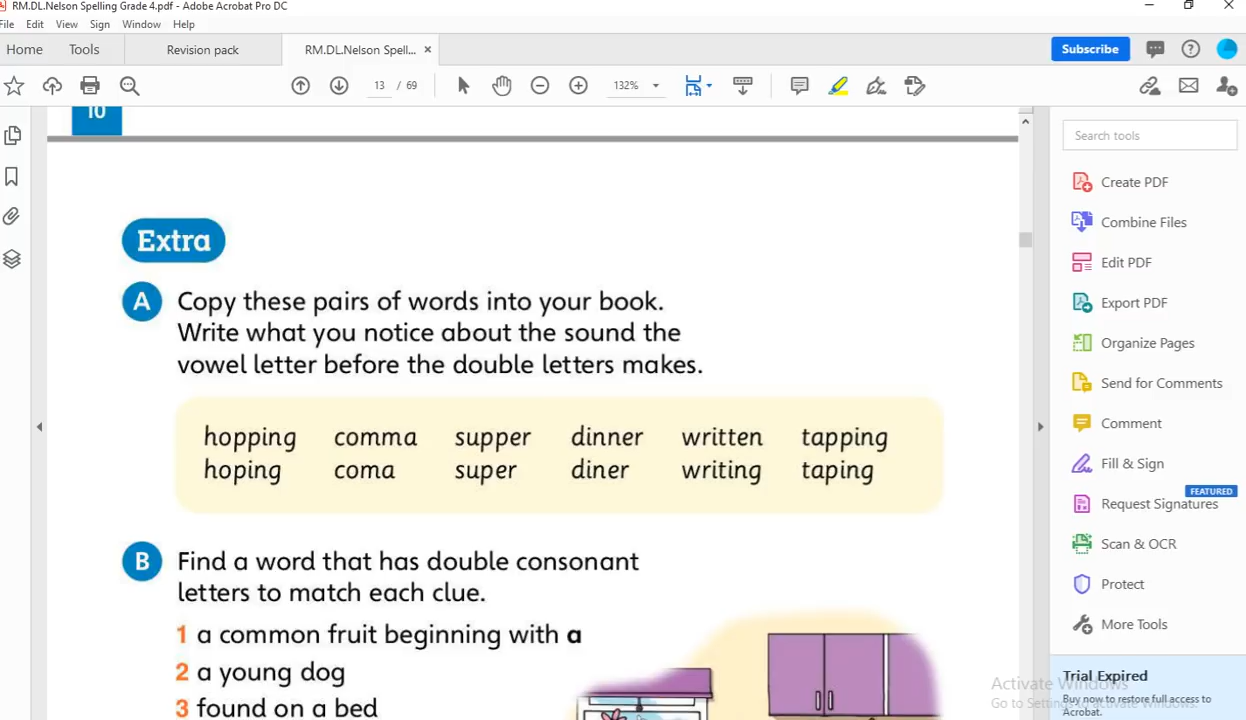 RM.DL.Nelson Spelling Grade 4.pdf - Adobe Acrobat Pro DC
File Edit View Sign Window Help
Home Tools Revision pack RM.DL.Nelson Spell... × Subscribe
13 / 69 132%
10
Search tools
Create PDF
Combine Files
Edit PDF
Export PDF
Organize Pages
Send for Comments
Comment
Fill & Sign
FEATURED
Request Signatures
Scan & OCR
Protect
More Tools
Trial Expired
Buy now to restore full access to
Acrobat.
Extra
A Copy these pairs of words into your book.
Write what you notice about the sound the
vowel letter before the double letters makes.
hopping comma supper dinner written tapping
hoping coma super diner writing taping
B Find a word that has double consonant
letters to match each clue.
1 a common fruit beginning with a
2 a young dog
3 found on a bed
Activate Windows
Go to Settings to activate Windows.